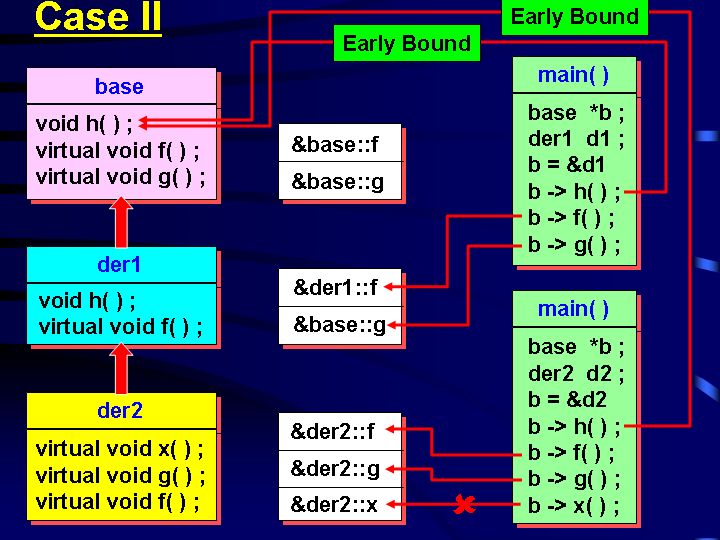 Case II
Early Bound
Early Bound
base
void h( ) ;
virtual void f( ) ;
virtual void g( ) ;
&base::f
&base::g
main( )
base *b ;
der1 d1 ;
b = &d1
b -> h( ) ;
b -> f( ) ;
b -> g( ) ;
der1
void h( ) ;
virtual void f( ) ;
&der1::f
&base::g
main( )
base *b ;
der2 d2 ;
b = &d2
b -> h( ) ;
b -> f( ) ;
b -> g( ) ;
b -> x( ) ;
der2
virtual void x( ) ;
virtual void g( ) ;
virtual void f( ) ;
&der2::f
&der2::g
&der2::x